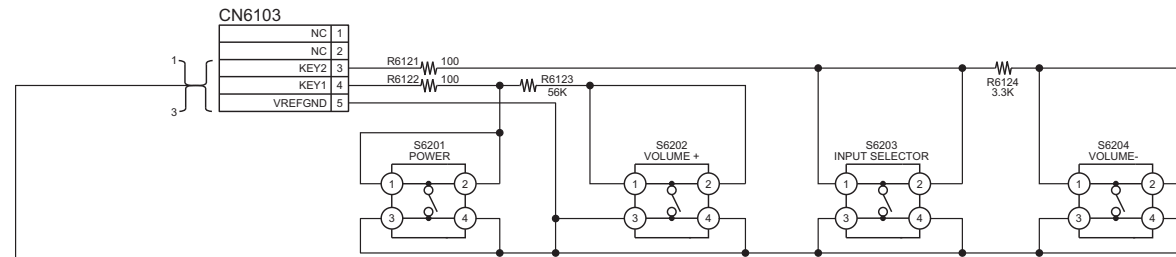 CN6103
NC 1
NC 2
KEY2 3
KEY1 4
VREFGND 5
1
3
R6121 100
R6122 100
R6123
56K
R6124
3.3K
S6201
POWER
1 2
3 4
S6202
VOLUME +
1 2
3 4
S6203
INPUT SELECTOR
1 2
3 4
S6204
VOLUME-
1 2
3 4